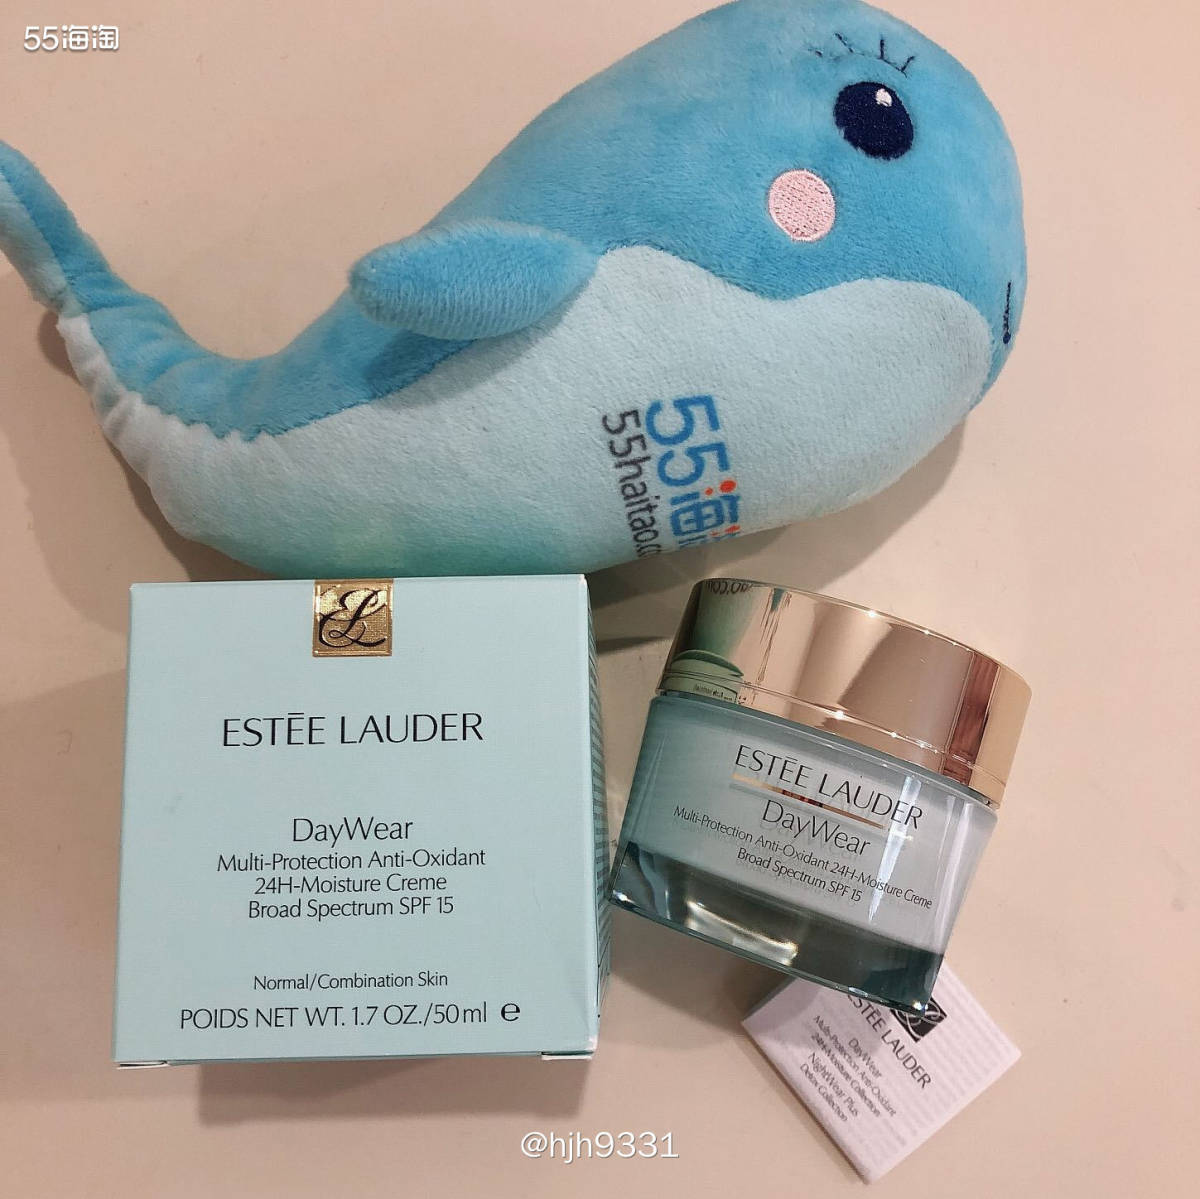 55海淘
55海
55haitao.c
ESTĒE LAUDER
DayWear
Multi-Protection Anti-Oxidant
24H-Moisture Creme
Broad Spectrum SPF 15
Normal/Combination Skin
POIDS NET WT. 1.7 OZ./50ml e
ESTĒE LAUDER
DayWear
Multi-Protection Anti-Oxidant 24H-Moisture Creme
Broad Spectrum SPF 15
ESTĒE LAUDER
DayWear
Multi-Protection Anti-Oxidant
24H-Moisture Collection
NightWear Plus
Detox Collection
@hjh9331